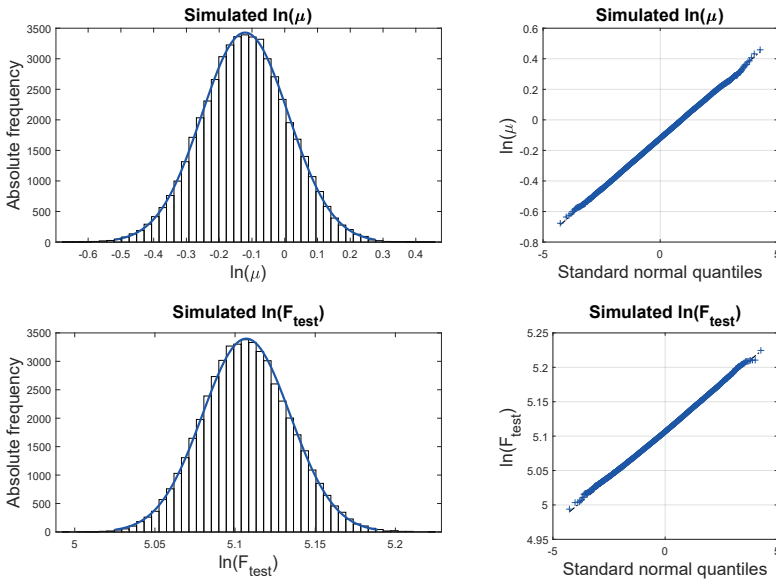 Simulated ln(μ)
Absolute frequency
3500
3000
2500
2000
1500
1000
500
0
-0.6 -0.5 -0.4 -0.3 -0.2 -0.1 0 0.1 0.2 0.3 0.4
ln(μ)
Simulated ln(μ)
ln(μ)
0.6
0.4
0.2
0
-0.2
-0.4
-0.6
-0.8
-5 0 5
Standard normal quantiles
Simulated ln(F_test)
Absolute frequency
3500
3000
2500
2000
1500
1000
500
0
5 5.05 5.1 5.15 5.2
ln(F_test)
Simulated ln(F_test)
ln(F_test)
5.25
5.2
5.15
5.1
5.05
5
4.95
-5 0 5
Standard normal quantiles